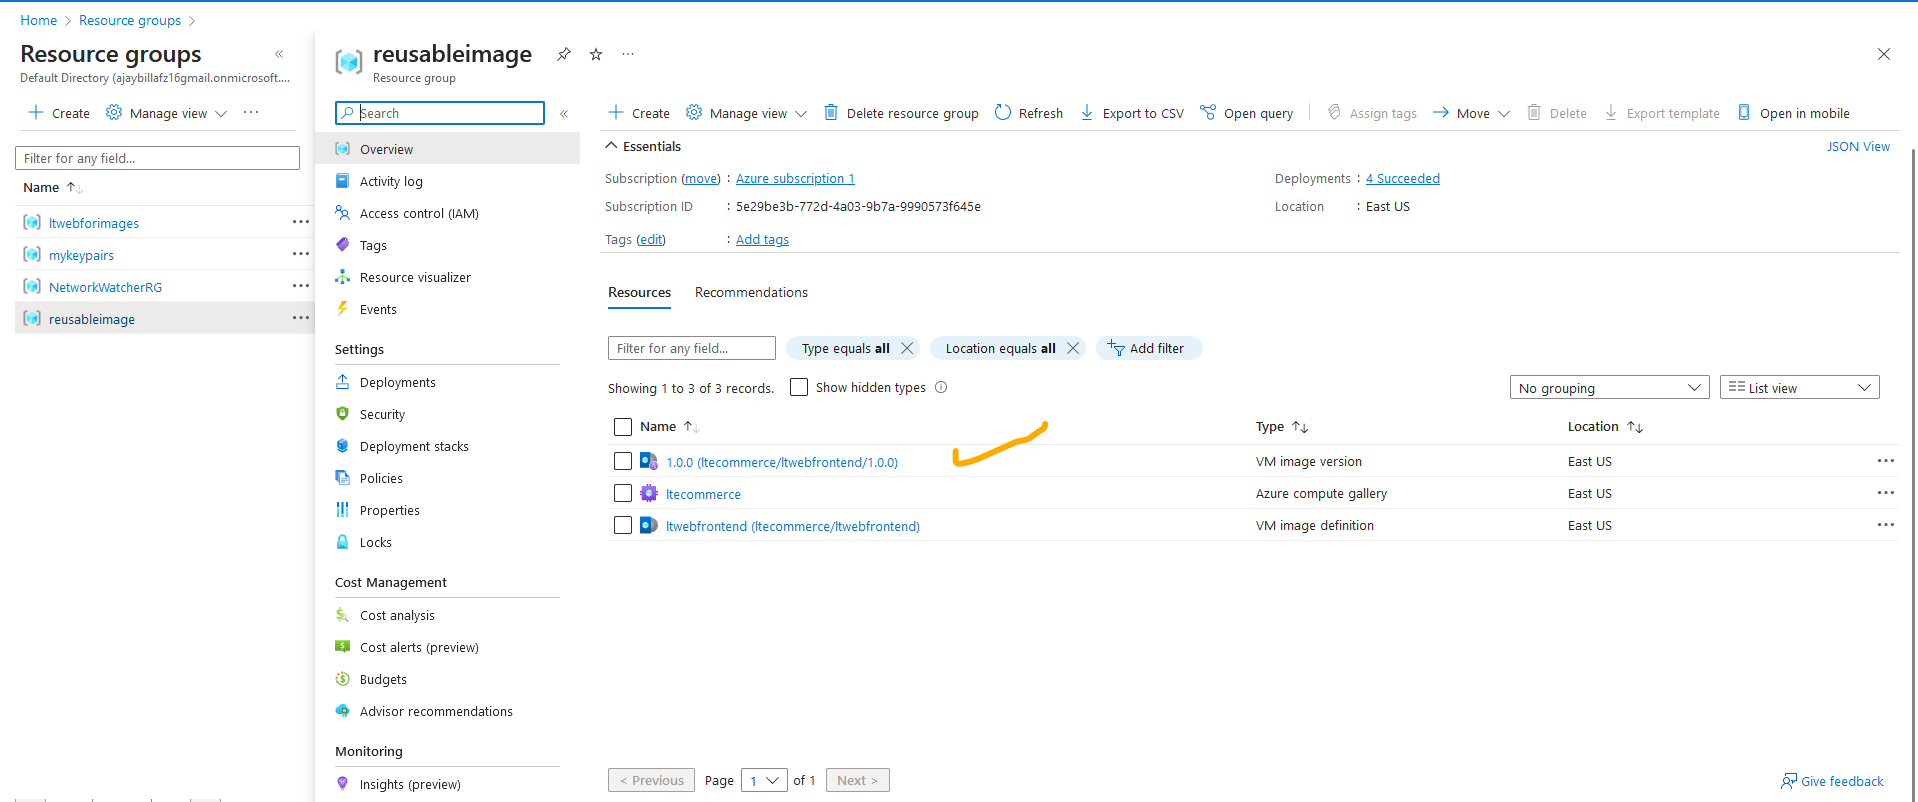 Home > Resource groups >
Resource groups «
Default Directory (ajaybillafz16gmail.onmicrosoft....
+ Create Manage view ...
Filter for any field...
Name ↑↓
ltwebforimages ...
mykeypairs ...
NetworkWatcherRG ...
reusableimage ...
reusableimage ...
Resource group
Search «
Overview
Activity log
Access control (IAM)
Tags
Resource visualizer
Events
Settings
Deployments
Security
Deployment stacks
Policies
Properties
Locks
Cost Management
Cost analysis
Cost alerts (preview)
Budgets
Advisor recommendations
Monitoring
Insights (preview)
+ Create Manage view Delete resource group Refresh Export to CSV Open query Assign tags Move Delete Export template Open in mobile
Essentials JSON View
Subscription (move) : Azure subscription 1 Deployments : 4 Succeeded
Subscription ID : 5e29be3b-772d-4a03-9b7a-9990573f645e Location : East US
Tags (edit) : Add tags
Resources Recommendations
Filter for any field... Type equals all Location equals all Add filter
Showing 1 to 3 of 3 records. Show hidden types No grouping List view
Name ↑↓ Type ↑↓ Location ↑↓
1.0.0 (ltecommerce/ltwebfrontend/1.0.0) VM image version East US ...
ltecommerce Azure compute gallery East US ...
ltwebfrontend (ltecommerce/ltwebfrontend) VM image definition East US ...
< Previous Page 1 of 1 Next >
Give feedback